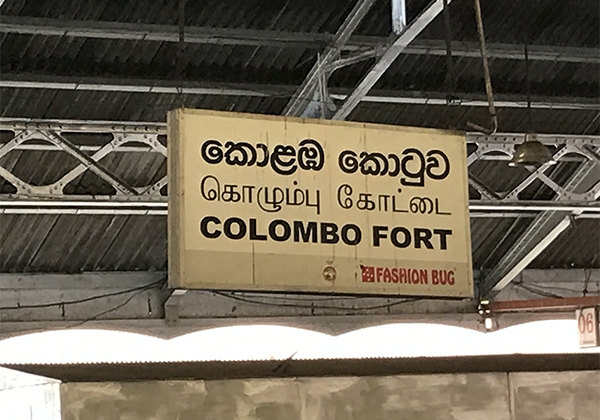 කොළඹ කොටුව
கொழும்பு கோட்டை
COLOMBO FORT
FASHION BUG
06